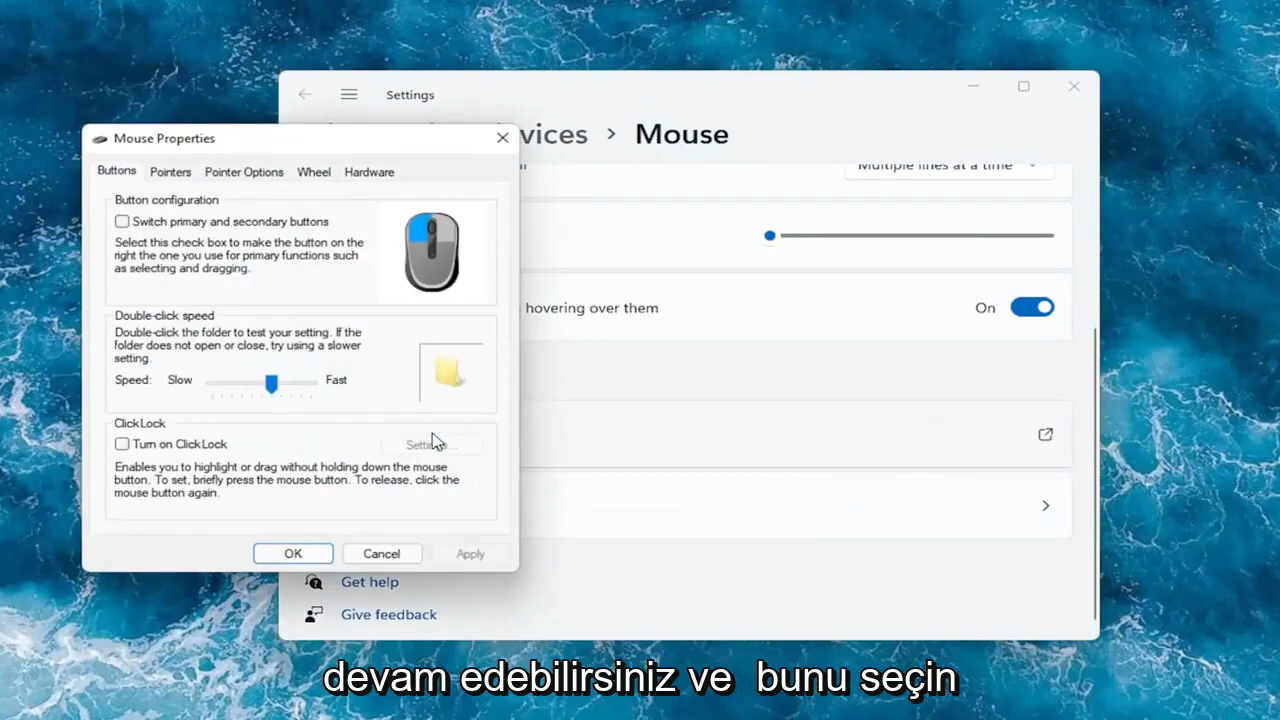 Settings
Mouse Properties
vices > Mouse
Buttons Pointers Pointer Options Wheel Hardware
Multiple lines at a time
Button configuration
Switch primary and secondary buttons
Select this check box to make the button on the
right the one you use for primary functions such
as selecting and dragging.
hovering over them On
Double-click speed
Double-click the folder to test your setting. If the
folder does not open or close, try using a slower
setting.
Speed: Slow Fast
ClickLock
Turn on ClickLock
Enables you to highlight or drag without holding down the mouse
button. To set, briefly press the mouse button. To release, click the
mouse button again.
OK Cancel Apply
Get help
Give feedback
devam edebilirsiniz ve bunu seçin